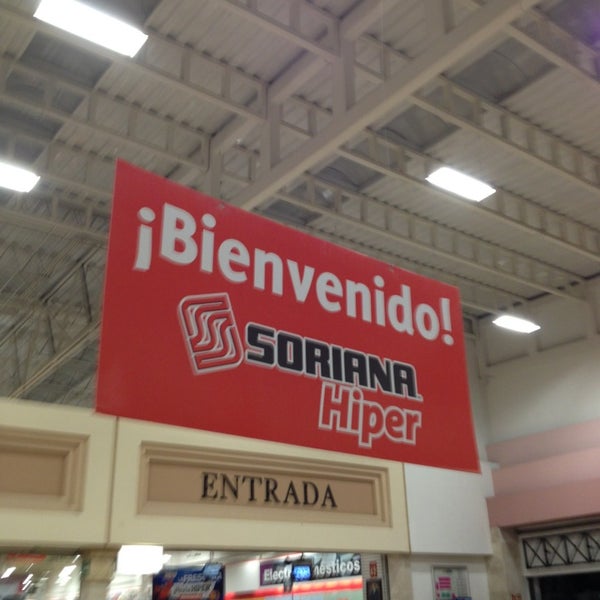 ¡Bienvenido!
SORIANA
Hiper
ENTRADA